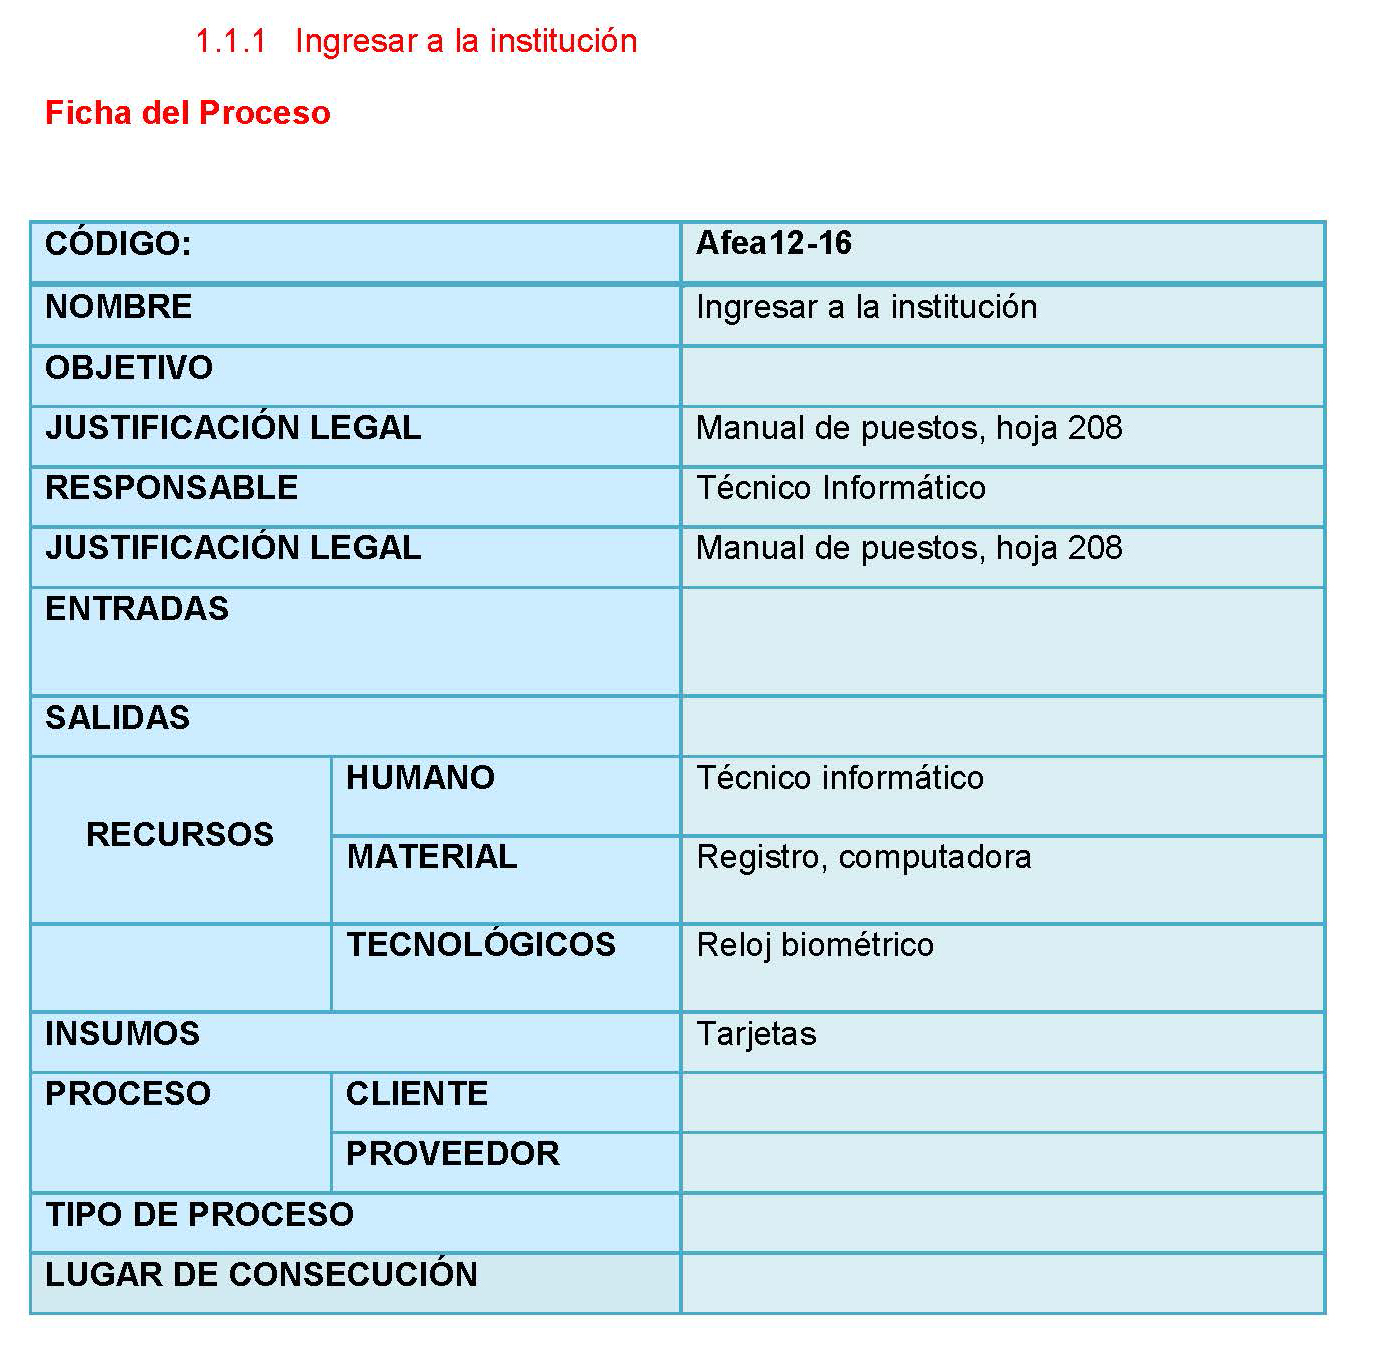 1.1.1 Ingresar a la institución
Ficha del Proceso
CÓDIGO: Afea12-16
NOMBRE Ingresar a la institución
OBJETIVO
JUSTIFICACIÓN LEGAL Manual de puestos, hoja 208
RESPONSABLE Técnico Informático
JUSTIFICACIÓN LEGAL Manual de puestos, hoja 208
ENTRADAS
SALIDAS
RECURSOS
HUMANO Técnico informático
MATERIAL Registro, computadora
TECNOLÓGICOS Reloj biométrico
INSUMOS Tarjetas
PROCESO CLIENTE
PROVEEDOR
TIPO DE PROCESO
LUGAR DE CONSECUCIÓN